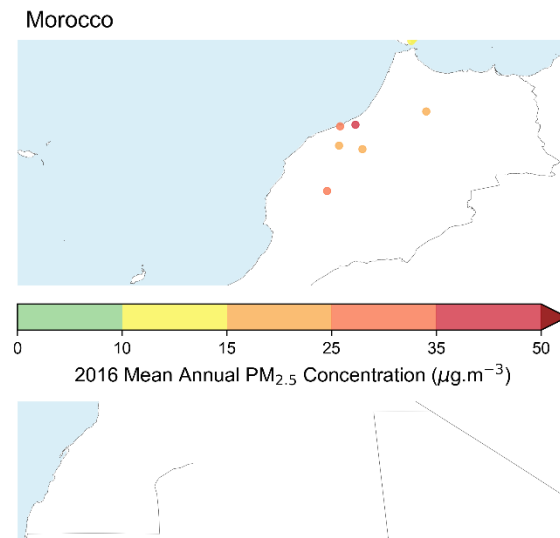 Morocco
0 10 15 25 35 50
2016 Mean Annual PM₂.₅ Concentration (μg.m⁻³)